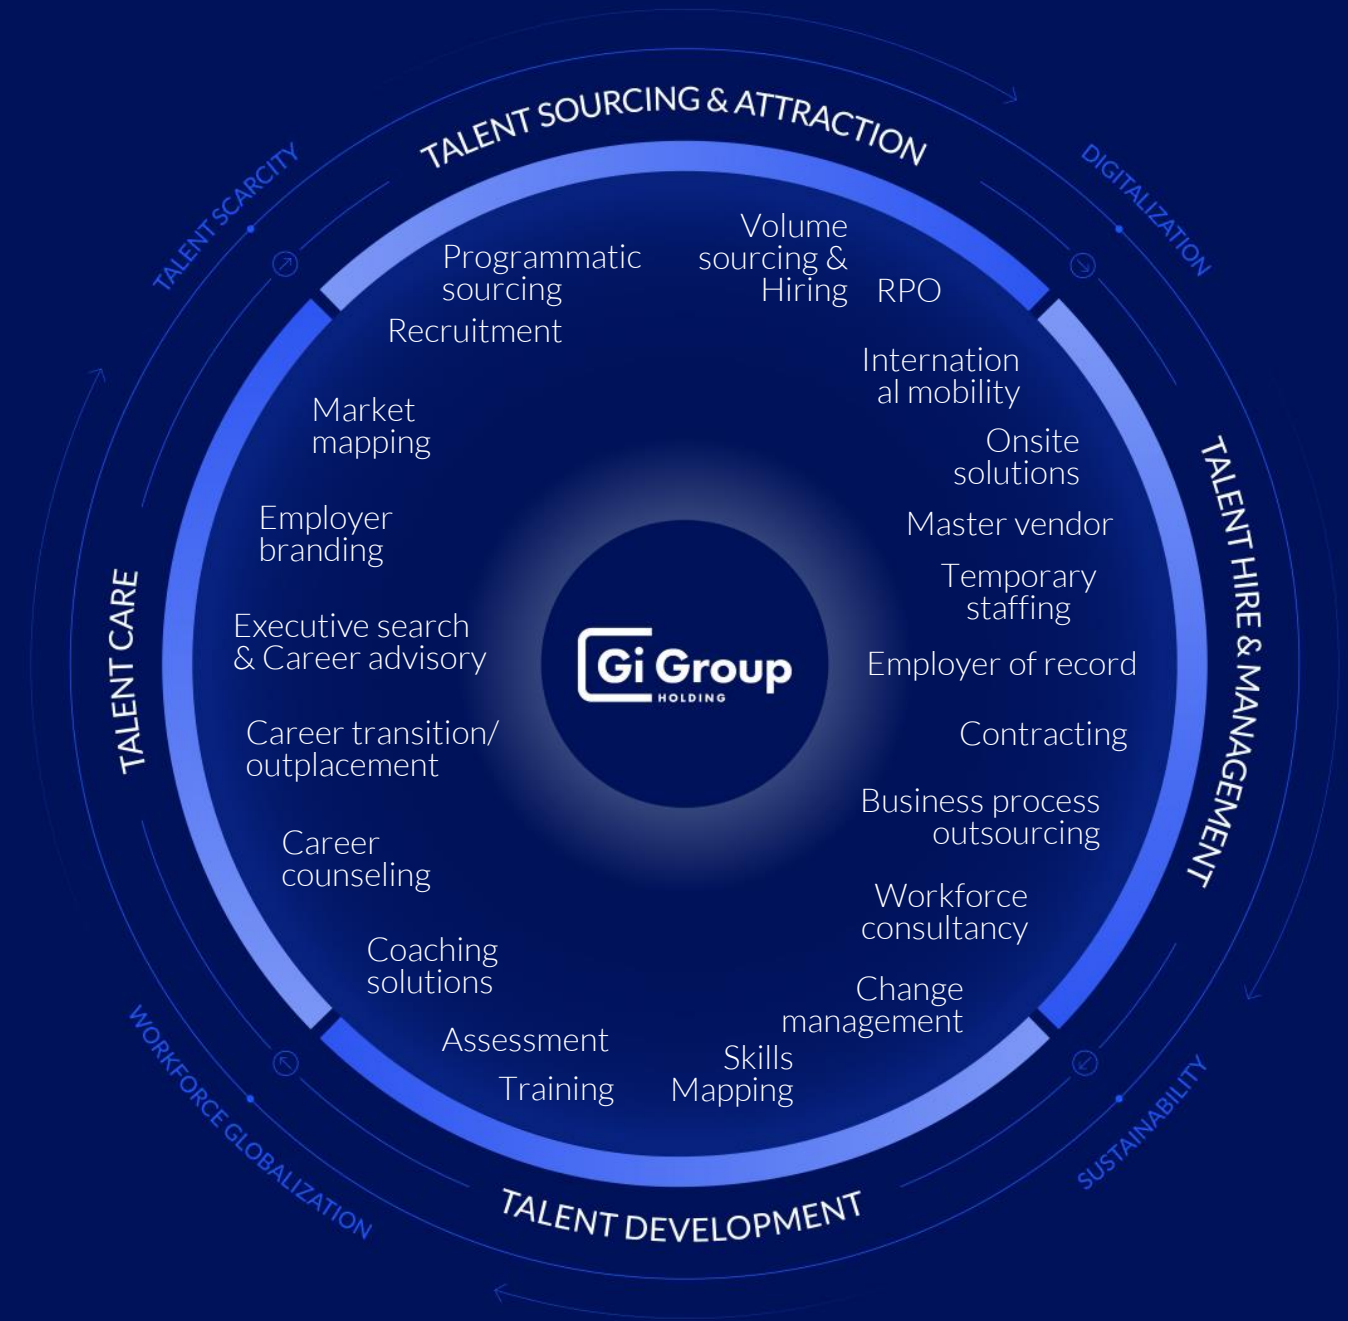 TALENT SOURCING & ATTRACTION
TALENT SCARCITY
DIGITALIZATION
Programmatic
sourcing
Recruitment
Volume
sourcing &
Hiring
RPO
Internation
al mobility
Market
mapping
Onsite
solutions
Employer
branding
Master vendor
Temporary
staffing
TALENT HIRE & MANAGEMENT
TALENT CARE
Executive search
& Career advisory
Gi Group
HOLDING
Employer of record
Career transition/
outplacement
Contracting
Business process
outsourcing
Career
counseling
Workforce
consultancy
Coaching
solutions
Change
management
Assessment
Training
Skills
Mapping
WORKFORCE GLOBALIZATION
SUSTAINABILITY
TALENT DEVELOPMENT